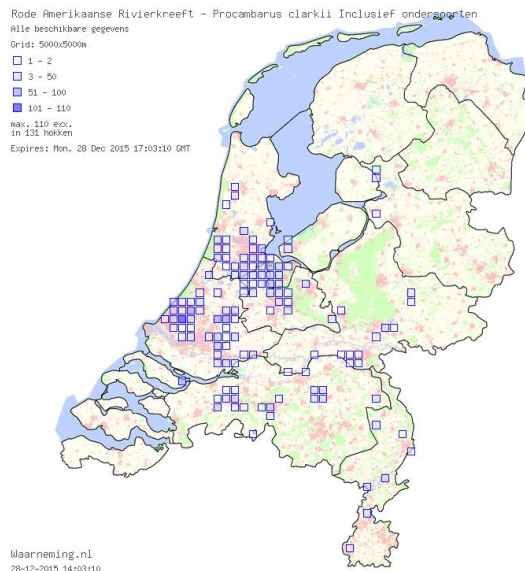 Rode Amerikaanse Rivierkreeft - Procambarus clarkii Inclusief ondersoorten
Alle beschikbare gegevens
Grid: 5000x5000m
1 - 2
3 - 50
51 - 100
101 - 110
max. 110 exx.
in 131 hokken
Expires: Mon, 28 Dec 2015 17:03:10 GMT
Waarneming.nl
28-12-2015 14:03:10